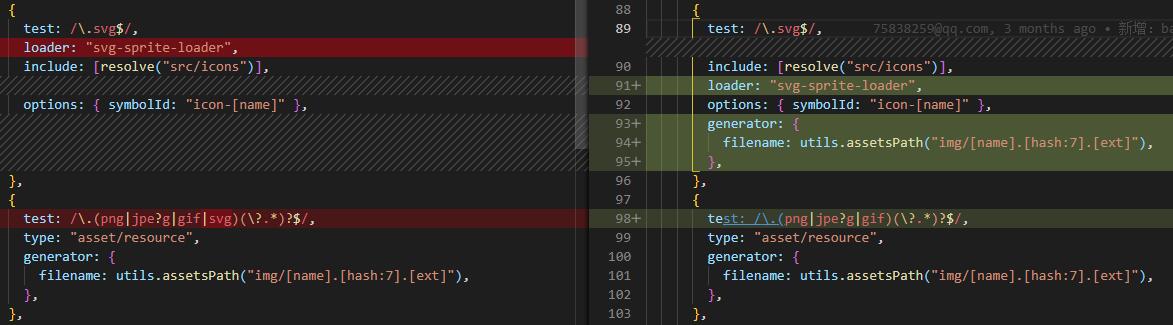 {
test: /\.svg$/,
loader: "svg-sprite-loader",
include: [resolve("src/icons")],
options: { symbolId: "icon-[name]" },
},
{
test: /\.(png|jpe?g|gif|svg)(\?.*)?$/,
type: "asset/resource",
generator: {
filename: utils.assetsPath("img/[name].[hash:7].[ext]"),
},
},
88 {
89 test: /\.svg$/, 75838259@qq.com, 3 months ago • 新增: ba
90 include: [resolve("src/icons")],
91+ loader: "svg-sprite-loader",
92 options: { symbolId: "icon-[name]" },
93+ generator: {
94+ filename: utils.assetsPath("img/[name].[hash:7].[ext]"),
95+ },
96 },
97 {
98+ test: /\.(png|jpe?g|gif)(\?.*)?$/,
99 type: "asset/resource",
100 generator: {
101 filename: utils.assetsPath("img/[name].[hash:7].[ext]"),
102 },
103 },